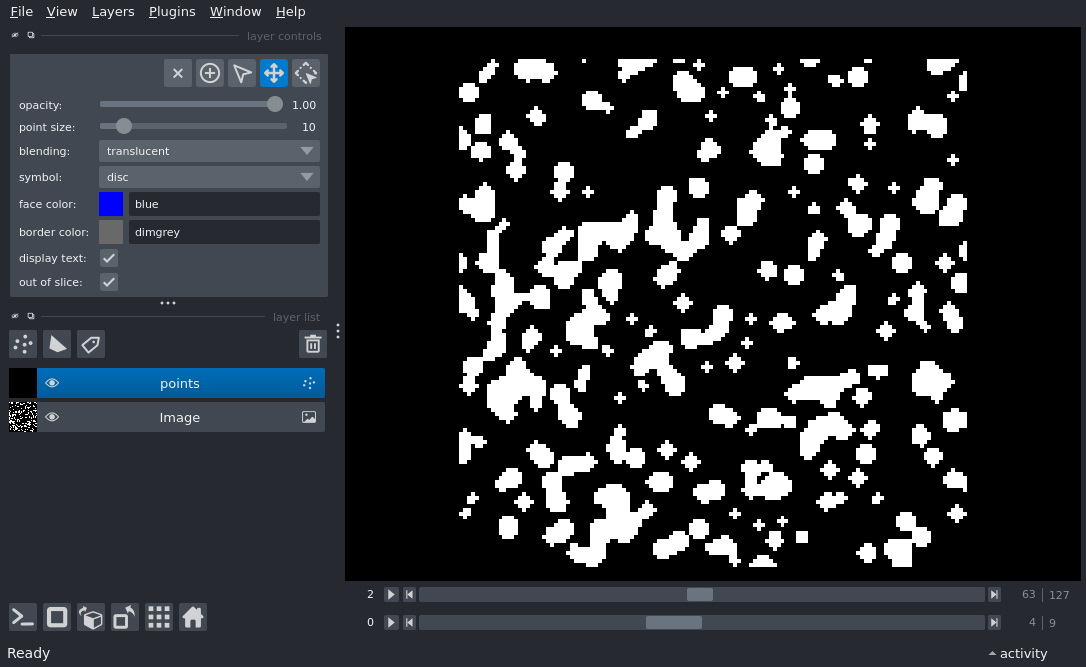 File View Layers Plugins Window Help
layer controls
opacity: 1.00
point size: 10
blending: translucent
symbol: disc
face color: blue
border color: dimgrey
display text:
out of slice:
layer list
points
Image
2 63 127
0 4 9
Ready activity